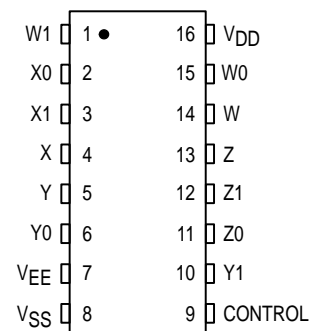 W1 1 16 VDD
X0 2 15 W0
X1 3 14 W
X 4 13 Z
Y 5 12 Z1
Y0 6 11 Z0
VEE 7 10 Y1
VSS 8 9 CONTROL